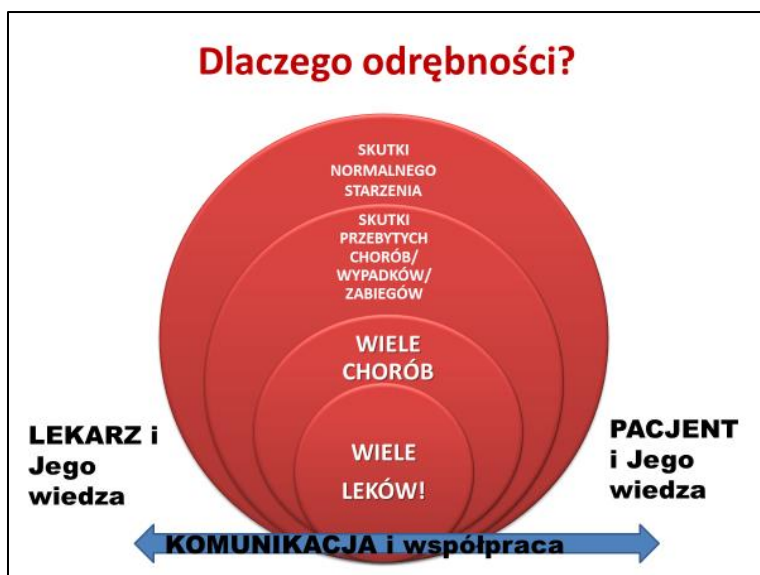 Dlaczego odrębności?
SKUTKI
NORMALNEGO
STARZENIA
SKUTKI
PRZEBYTYCH
CHORÓB/
WYPADKÓW/
ZABIEGÓW
WIELE
CHORÓB
WIELE
LEKÓW!
LEKARZ i
Jego
wiedza
PACJENT
i Jego
wiedza
KOMUNIKACJA i współpraca